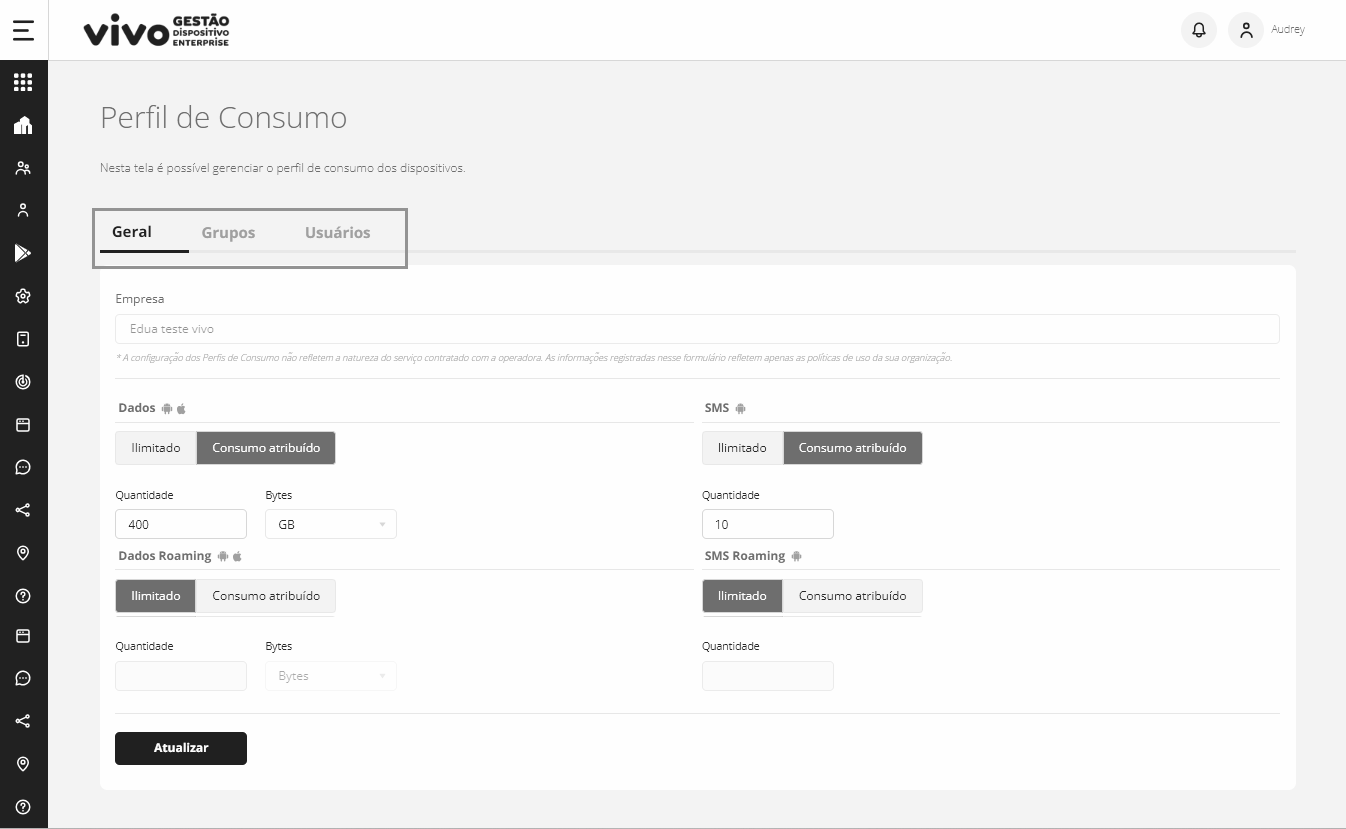 vivo GESTÃO
DISPOSITIVO
ENTERPRISE
Audrey
Perfil de Consumo
Nesta tela é possível gerenciar o perfil de consumo dos dispositivos.
Geral Grupos Usuários
Empresa
Edua teste vivo
* A configuração dos Perfis de Consumo não refletem a natureza do serviço contratado com a operadora. As informações registradas nesse formulário refletem apenas as políticas de uso da sua organização.
Dados SMS
Ilimitado Consumo atribuído Ilimitado Consumo atribuído
Quantidade Bytes Quantidade
400 GB 10
Dados Roaming SMS Roaming
Ilimitado Consumo atribuído Ilimitado Consumo atribuído
Quantidade Bytes Quantidade
Bytes
Atualizar